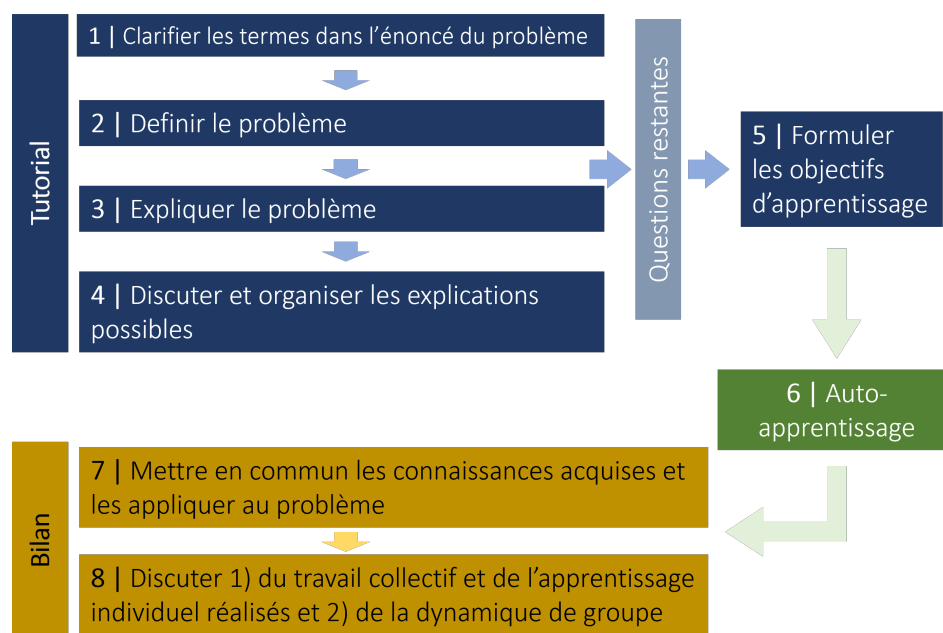 Tutorial
1 | Clarifier les termes dans l’énoncé du problème
2 | Definir le problème
3 | Expliquer le problème
4 | Discuter et organiser les explications
possibles
Questions restantes
5 | Formuler
les objectifs
d’apprentissage
6 | Auto-
apprentissage
Bilan
7 | Mettre en commun les connaissances acquises et
les appliquer au problème
8 | Discuter 1) du travail collectif et de l’apprentissage
individuel réalisés et 2) de la dynamique de groupe